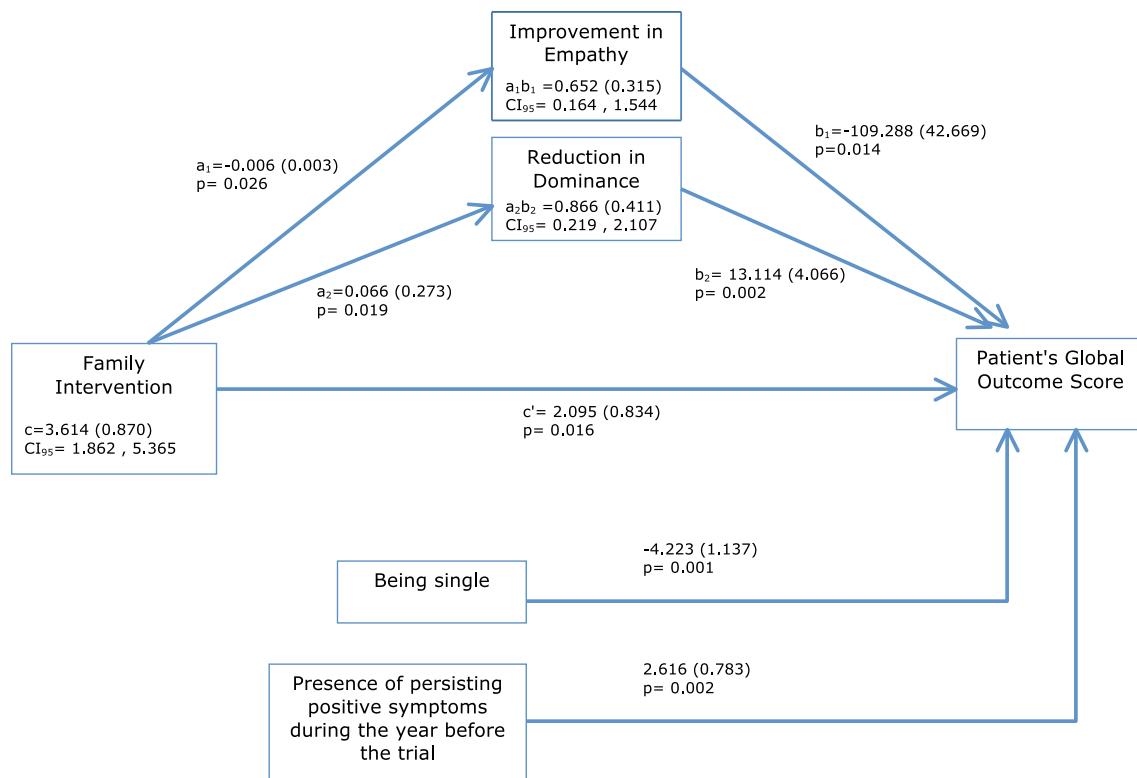 Improvement in
Empathy
a₁b₁ =0.652 (0.315)
CI₉₅= 0.164 , 1.544
b₁=-109.288 (42.669)
p=0.014
a₁=-0.006 (0.003)
p= 0.026
Reduction in
Dominance
a₂b₂ =0.866 (0.411)
CI₉₅= 0.219 , 2.107
b₂= 13.114 (4.066)
p= 0.002
a₂=0.066 (0.273)
p= 0.019
Family
Intervention
c=3.614 (0.870)
CI₉₅= 1.862 , 5.365
Patient's Global
Outcome Score
c'= 2.095 (0.834)
p= 0.016
-4.223 (1.137)
p= 0.001
Being single
2.616 (0.783)
p= 0.002
Presence of persisting
positive symptoms
during the year before
the trial